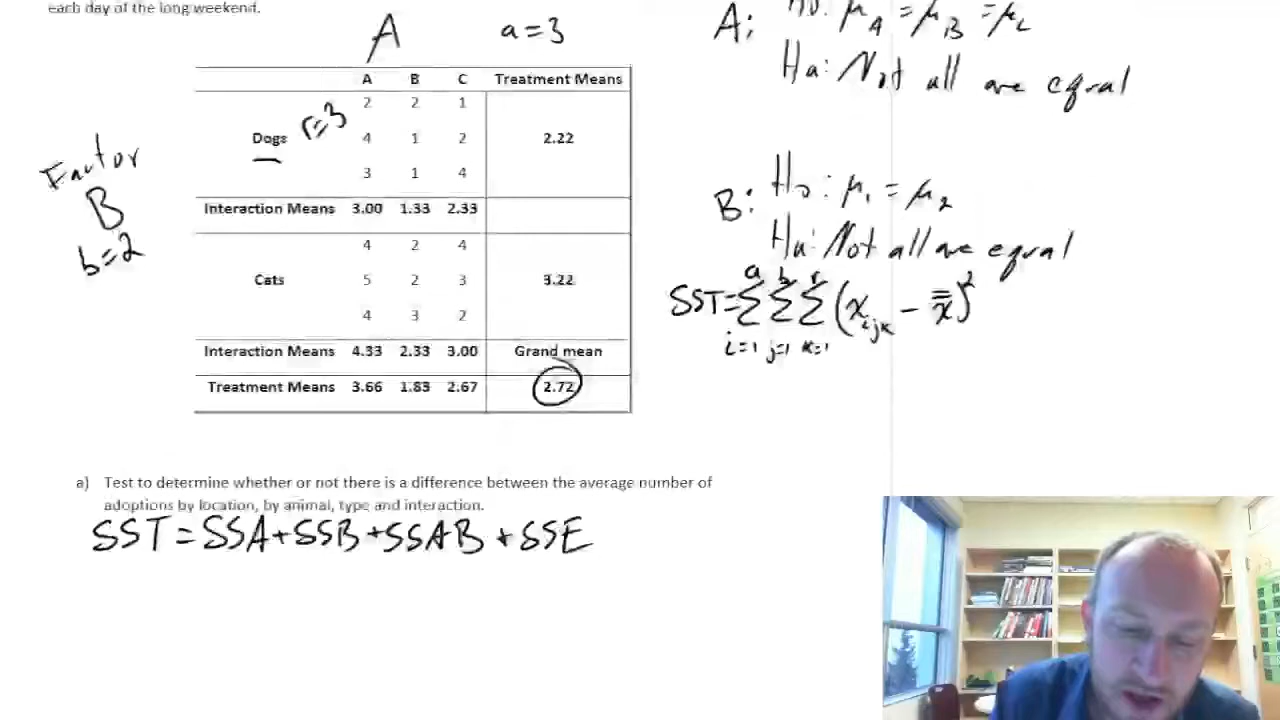 each day of the long weekend.
A
a=3
A B C Treatment Means
2 2 1
Dogs r=3 4 1 2 2.22
3 1 4
Interaction Means 3.00 1.33 2.33
4 2 4
Cats 5 2 3 3.22
4 3 2
Interaction Means 4.33 2.33 3.00 Grand mean
Treatment Means 3.66 1.83 2.67 2.72
Factor
B
b=2
A: Ho: μA = μB = μC
Ha: Not all are equal
B: Ho: μ1 = μ2
Ha: Not all are equal
SST = Σ Σ Σ (x ijk − x̿)²
a b r
i=1 j=1 k=1
a) Test to determine whether or not there is a difference between the average number of
adoptions by location, by animal, type and interaction.
SST = SSA + SSB + SSAB + SSE